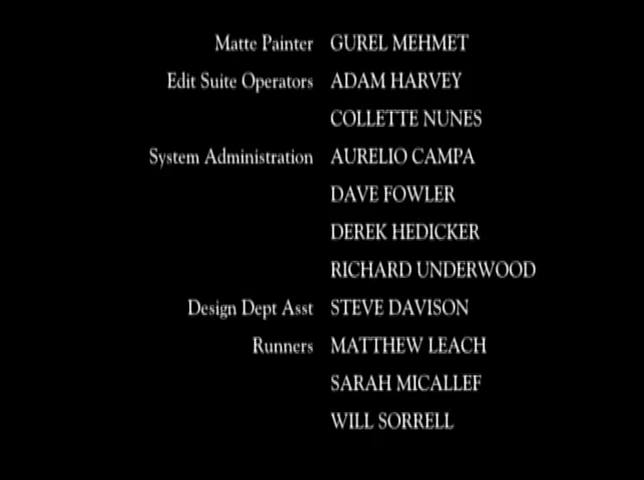 Matte Painter GUREL MEHMET
Edit Suite Operators ADAM HARVEY
COLLETTE NUNES
System Administration AURELIO CAMPA
DAVE FOWLER
DEREK HEDICKER
RICHARD UNDERWOOD
Design Dept Asst STEVE DAVISON
Runners MATTHEW LEACH
SARAH MICALLEF
WILL SORRELL